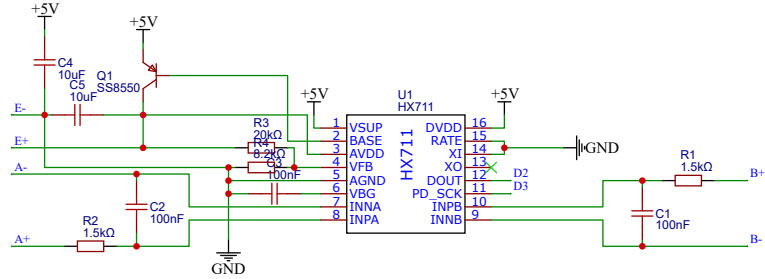 +5V
+5V
C4
10uF
C5
10uF
Q1
SS8550
E-
E+
A-
A+
R3
20kΩ
R4
8.2kΩ
C3
100nF
C2
100nF
R2
1.5kΩ
GND
+5V
U1
HX711
+5V
HX711
1 VSUP DVDD 16
2 BASE RATE 15
3 AVDD XI 14
4 VFB XO 13
5 AGND DOUT 12
6 VBG PD_SCK 11
7 INNA INPB 10
8 INPA INNB 9
D2
D3
GND
R1
1.5kΩ
C1
100nF
B+
B-